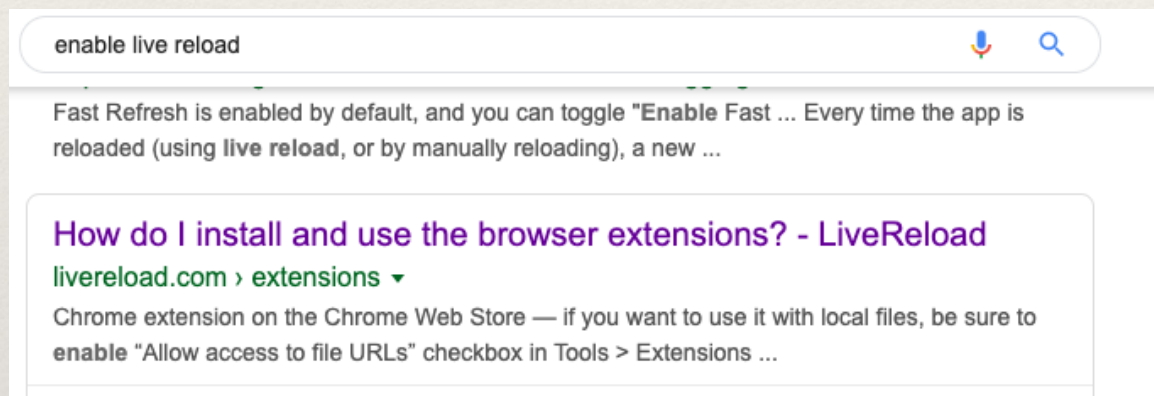 enable live reload
Fast Refresh is enabled by default, and you can toggle "Enable Fast ... Every time the app is
reloaded (using live reload, or by manually reloading), a new ...
How do I install and use the browser extensions? - LiveReload
livereload.com › extensions
Chrome extension on the Chrome Web Store — if you want to use it with local files, be sure to
enable “Allow access to file URLs” checkbox in Tools > Extensions ...